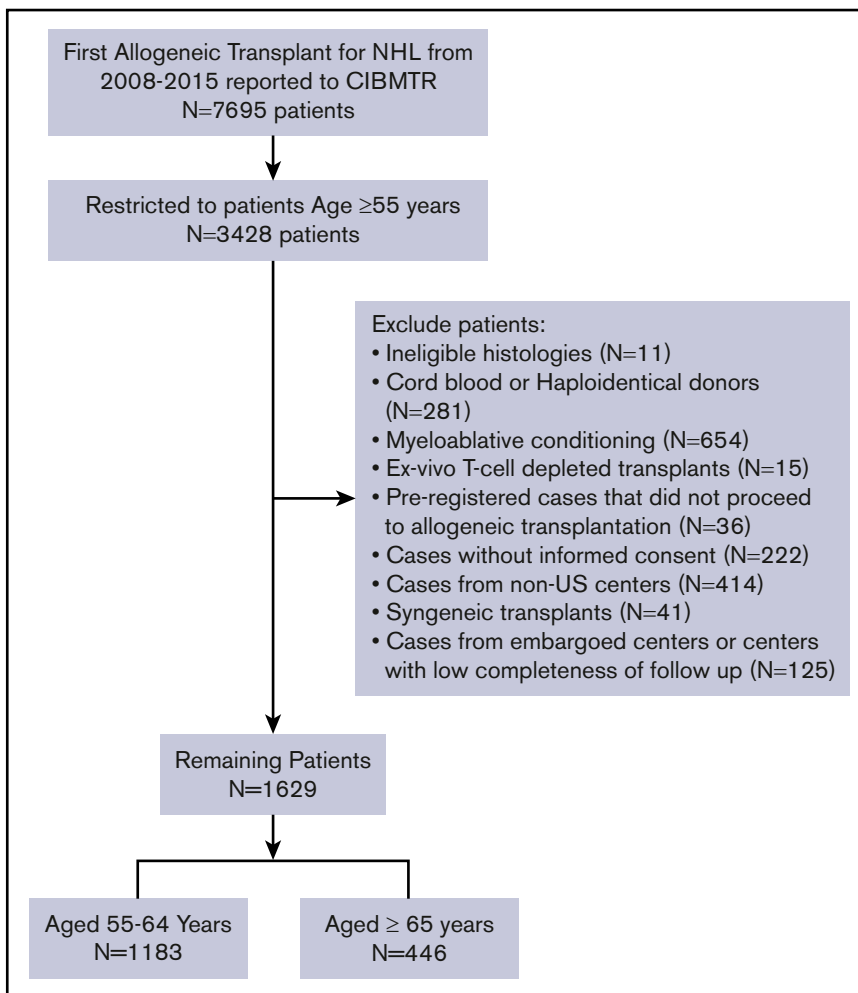 First Allogeneic Transplant for NHL from
2008-2015 reported to CIBMTR
N=7695 patients
Restricted to patients Age ≥55 years
N=3428 patients
Exclude patients:
• Ineligible histologies (N=11)
• Cord blood or Haploidentical donors
(N=281)
• Myeloablative conditioning (N=654)
• Ex-vivo T-cell depleted transplants (N=15)
• Pre-registered cases that did not proceed
to allogeneic transplantation (N=36)
• Cases without informed consent (N=222)
• Cases from non-US centers (N=414)
• Syngeneic transplants (N=41)
• Cases from embargoed centers or centers
with low completeness of follow up (N=125)
Remaining Patients
N=1629
Aged 55-64 Years
N=1183
Aged ≥ 65 years
N=446